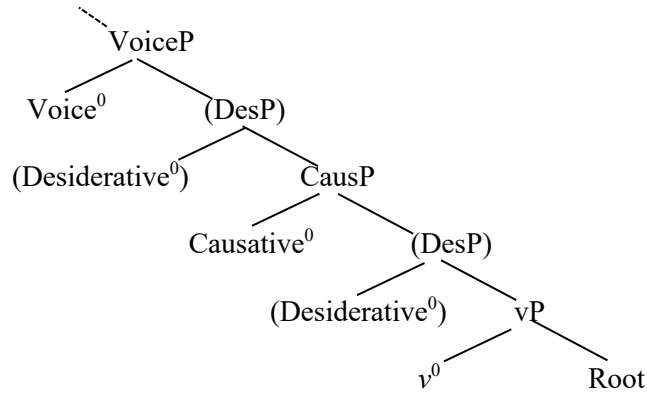 VoiceP
Voice⁰ (DesP)
(Desiderative⁰) CausP
Causative⁰ (DesP)
(Desiderative⁰) vP
v⁰ Root